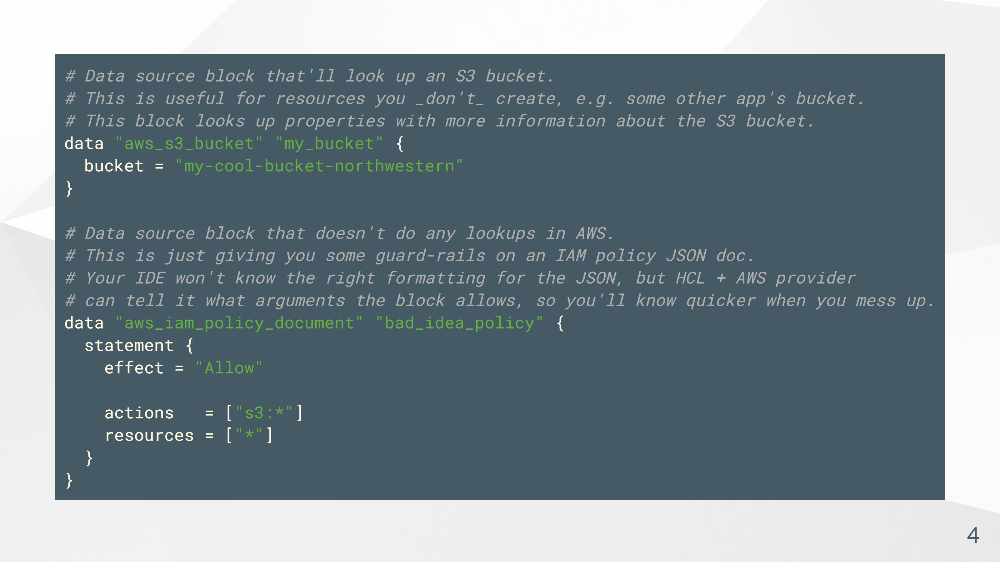 # Data source block that'll look up an S3 bucket.
# This is useful for resources you _don't_ create, e.g. some other app's bucket.
# This block looks up properties with more information about the S3 bucket.
data "aws_s3_bucket" "my_bucket" {
  bucket = "my-cool-bucket-northwestern"
}

# Data source block that doesn't do any lookups in AWS.
# This is just giving you some guard-rails on an IAM policy JSON doc.
# Your IDE won't know the right formatting for the JSON, but HCL + AWS provider
# can tell it what arguments the block allows, so you'll know quicker when you mess up.
data "aws_iam_policy_document" "bad_idea_policy" {
  statement {
    effect = "Allow"

    actions   = ["s3:*"]
    resources = ["*"]
  }
}
4